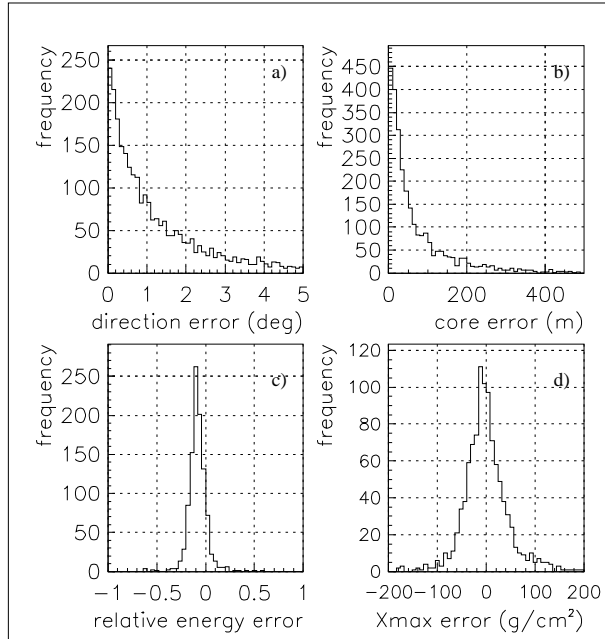 a)
frequency
250
200
150
100
50
0
0 1 2 3 4 5
direction error (deg)
b)
frequency
450
400
350
300
250
200
150
100
50
0
0 200 400
core error (m)
c)
frequency
250
200
150
100
50
0
−1 −0.5 0 0.5 1
relative energy error
d)
frequency
120
100
80
60
40
20
0
−200 −100 0 100 200
Xmax error (g/cm²)